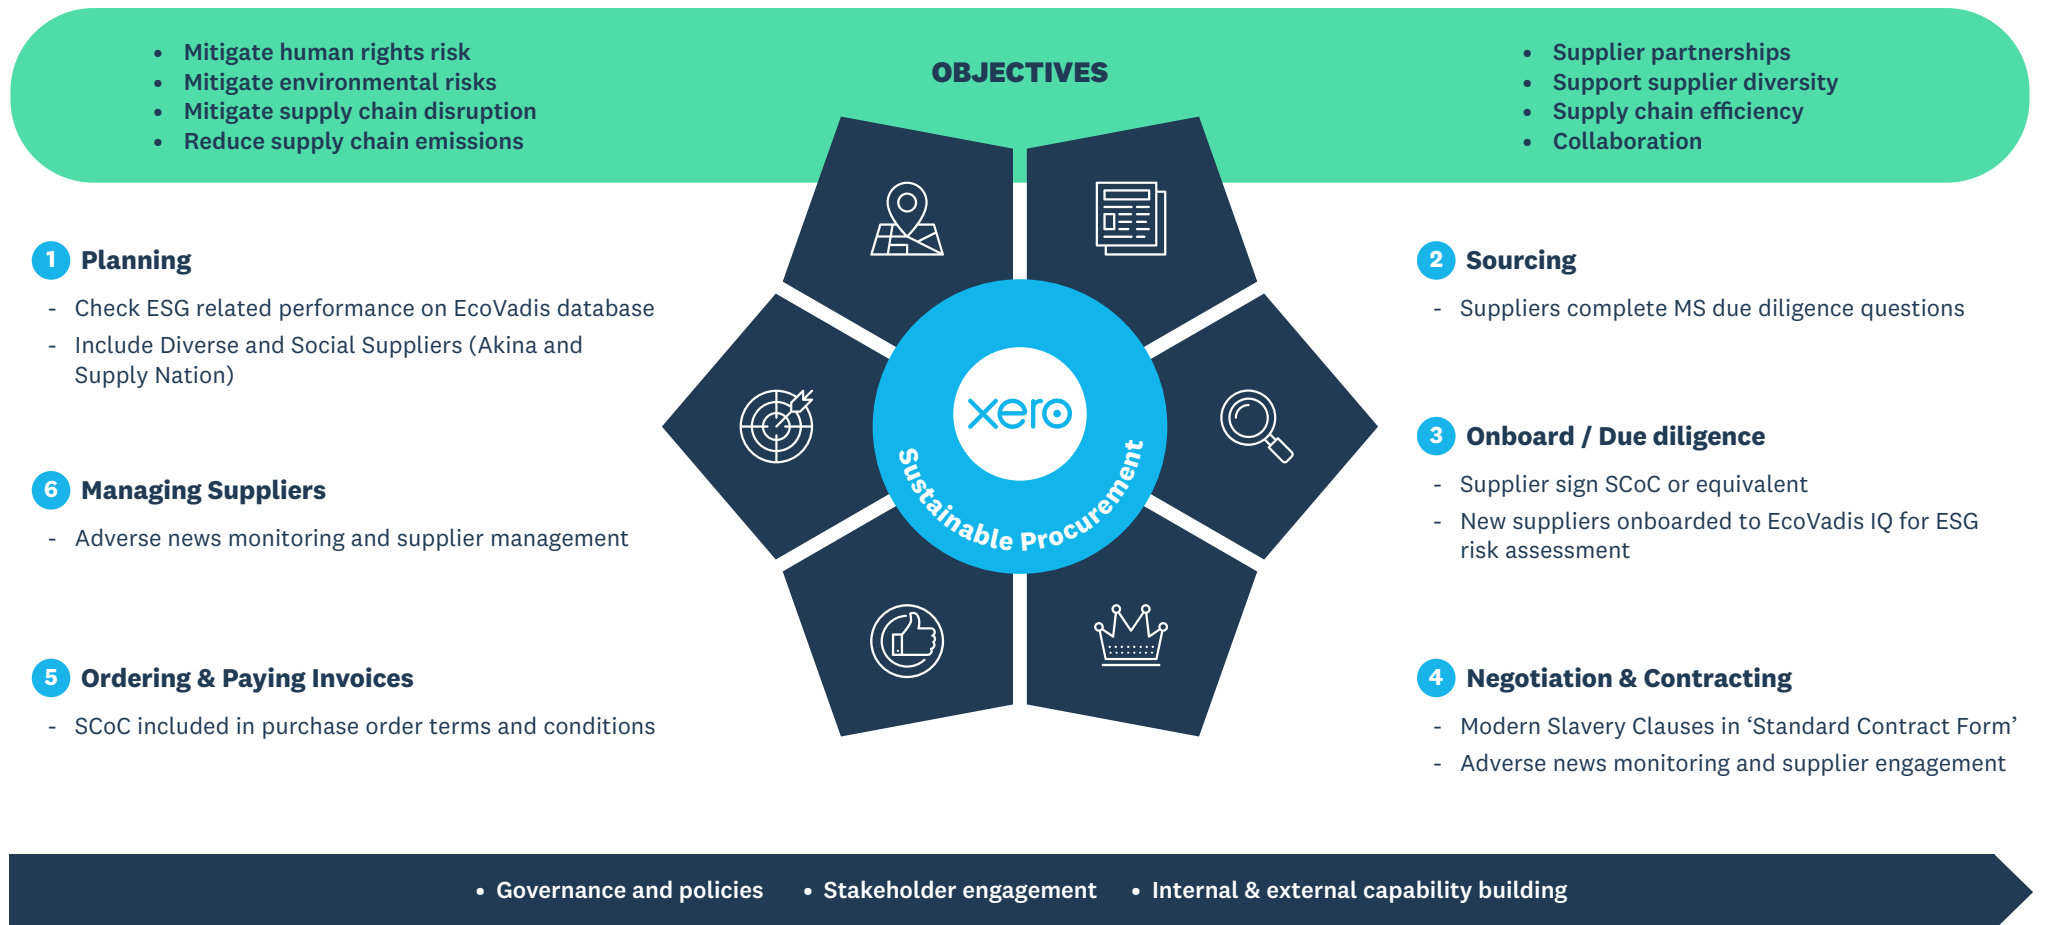 OBJECTIVES
• Mitigate human rights risk
• Mitigate environmental risks
• Mitigate supply chain disruption
• Reduce supply chain emissions
• Supplier partnerships
• Support supplier diversity
• Supply chain efficiency
• Collaboration
1 Planning
- Check ESG related performance on EcoVadis database
- Include Diverse and Social Suppliers (Akina and
Supply Nation)
2 Sourcing
- Suppliers complete MS due diligence questions
3 Onboard / Due diligence
- Supplier sign SCoC or equivalent
- New suppliers onboarded to EcoVadis IQ for ESG
risk assessment
4 Negotiation & Contracting
- Modern Slavery Clauses in ‘Standard Contract Form’
- Adverse news monitoring and supplier engagement
5 Ordering & Paying Invoices
- SCoC included in purchase order terms and conditions
6 Managing Suppliers
- Adverse news monitoring and supplier management
xero
Sustainable Procurement
• Governance and policies • Stakeholder engagement • Internal & external capability building